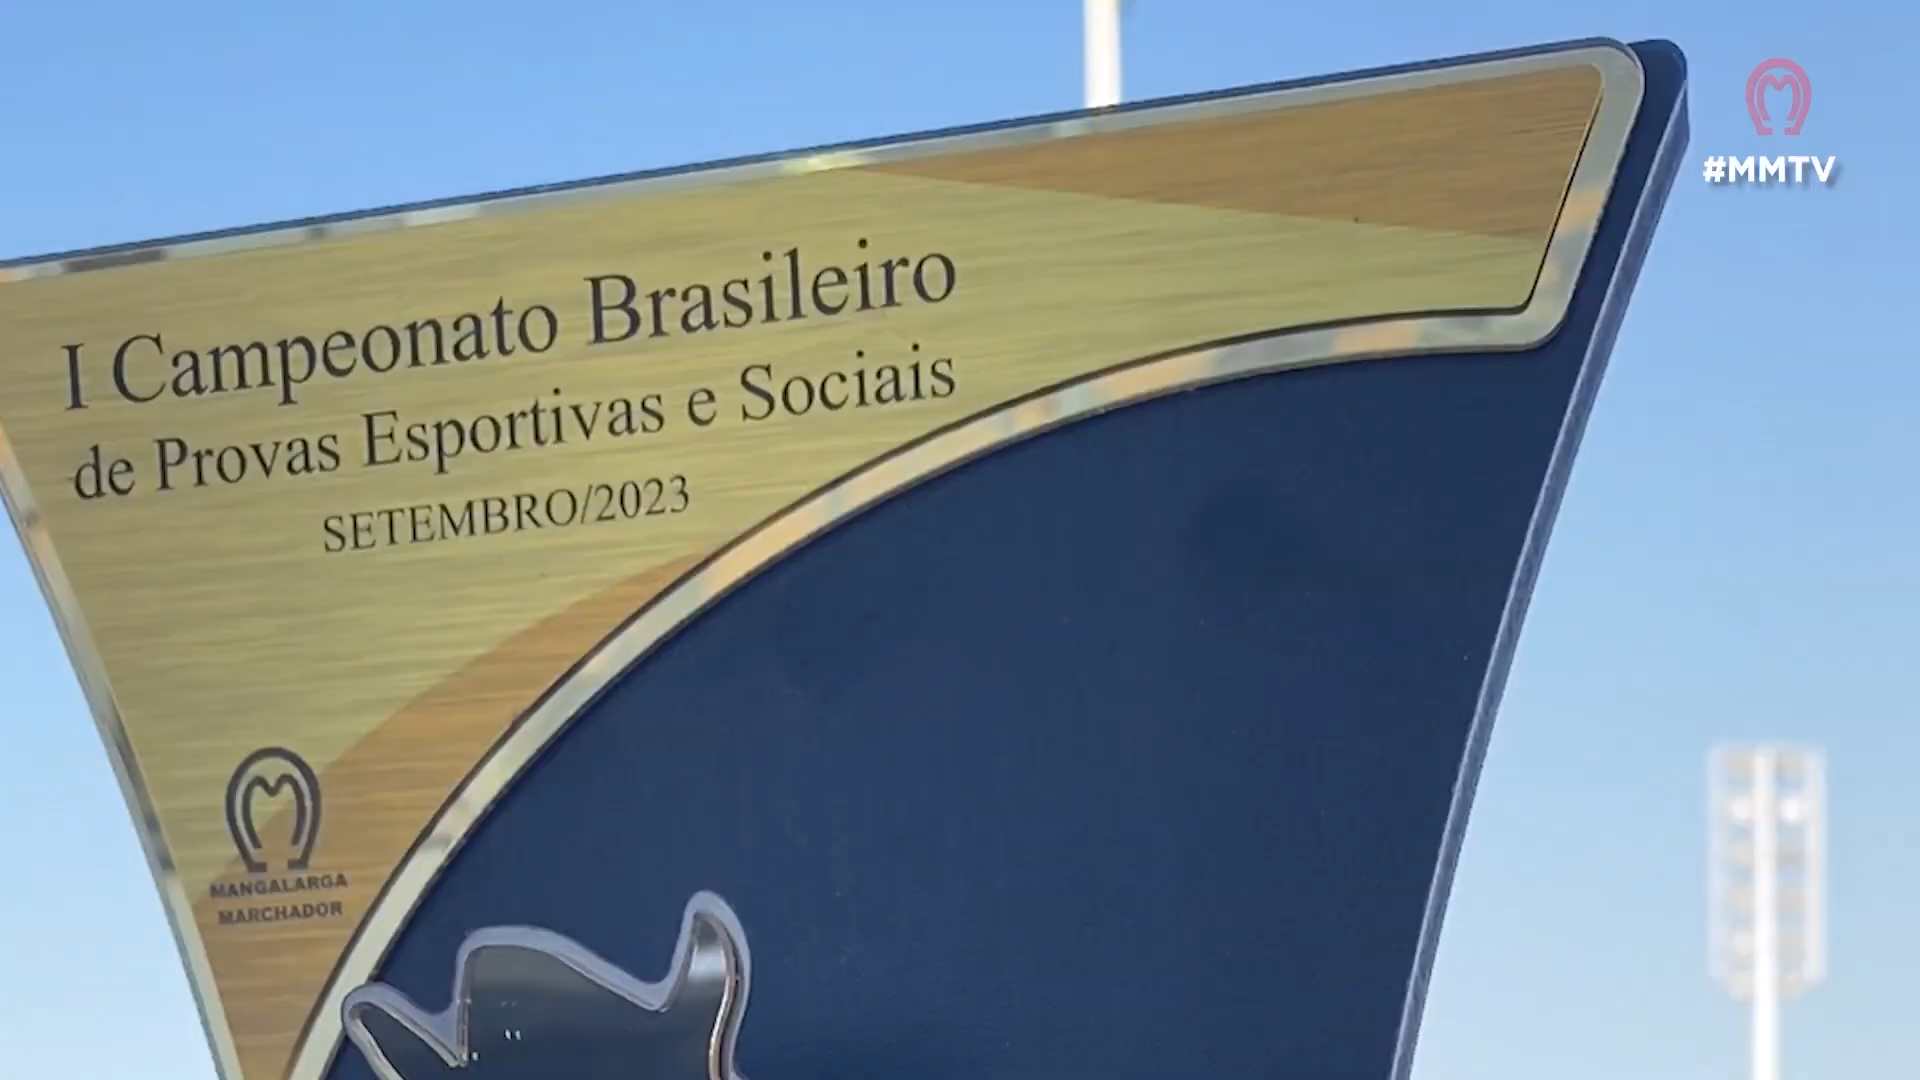 I Campeonato Brasileiro
de Provas Esportivas e Sociais
SETEMBRO/2023
MANGALARGA
MARCHADOR
#MMTV